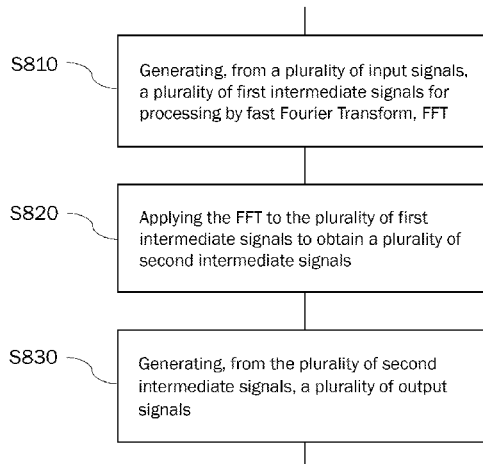 S810
Generating, from a plurality of input signals,
a plurality of first intermediate signals for
processing by fast Fourier Transform, FFT
S820
Applying the FFT to the plurality of first
intermediate signals to obtain a plurality of
second intermediate signals
S830
Generating, from the plurality of second
intermediate signals, a plurality of output
signals